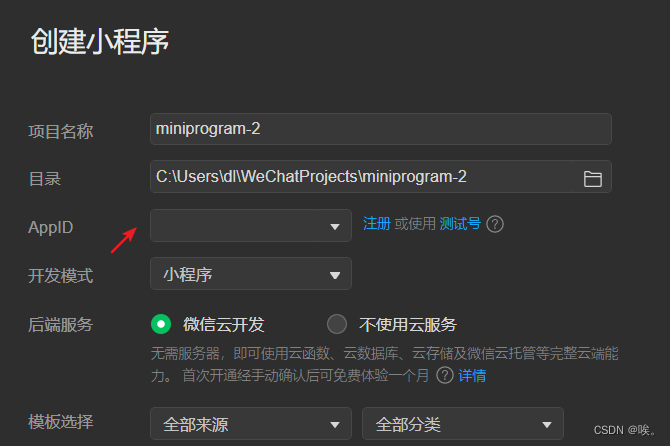 创建小程序
项目名称 miniprogram-2
目录 C:\Users\dl\WeChatProjects\miniprogram-2
AppID 注册 或使用 测试号 ?
开发模式 小程序
后端服务 微信云开发 不使用云服务
无需服务器，即可使用云函数、云数据库、云存储及微信云托管等完整云端能
力。 首次开通经手动确认后可免费体验一个月 ? 详情
模板选择 全部来源 全部分类
CSDN @唉。